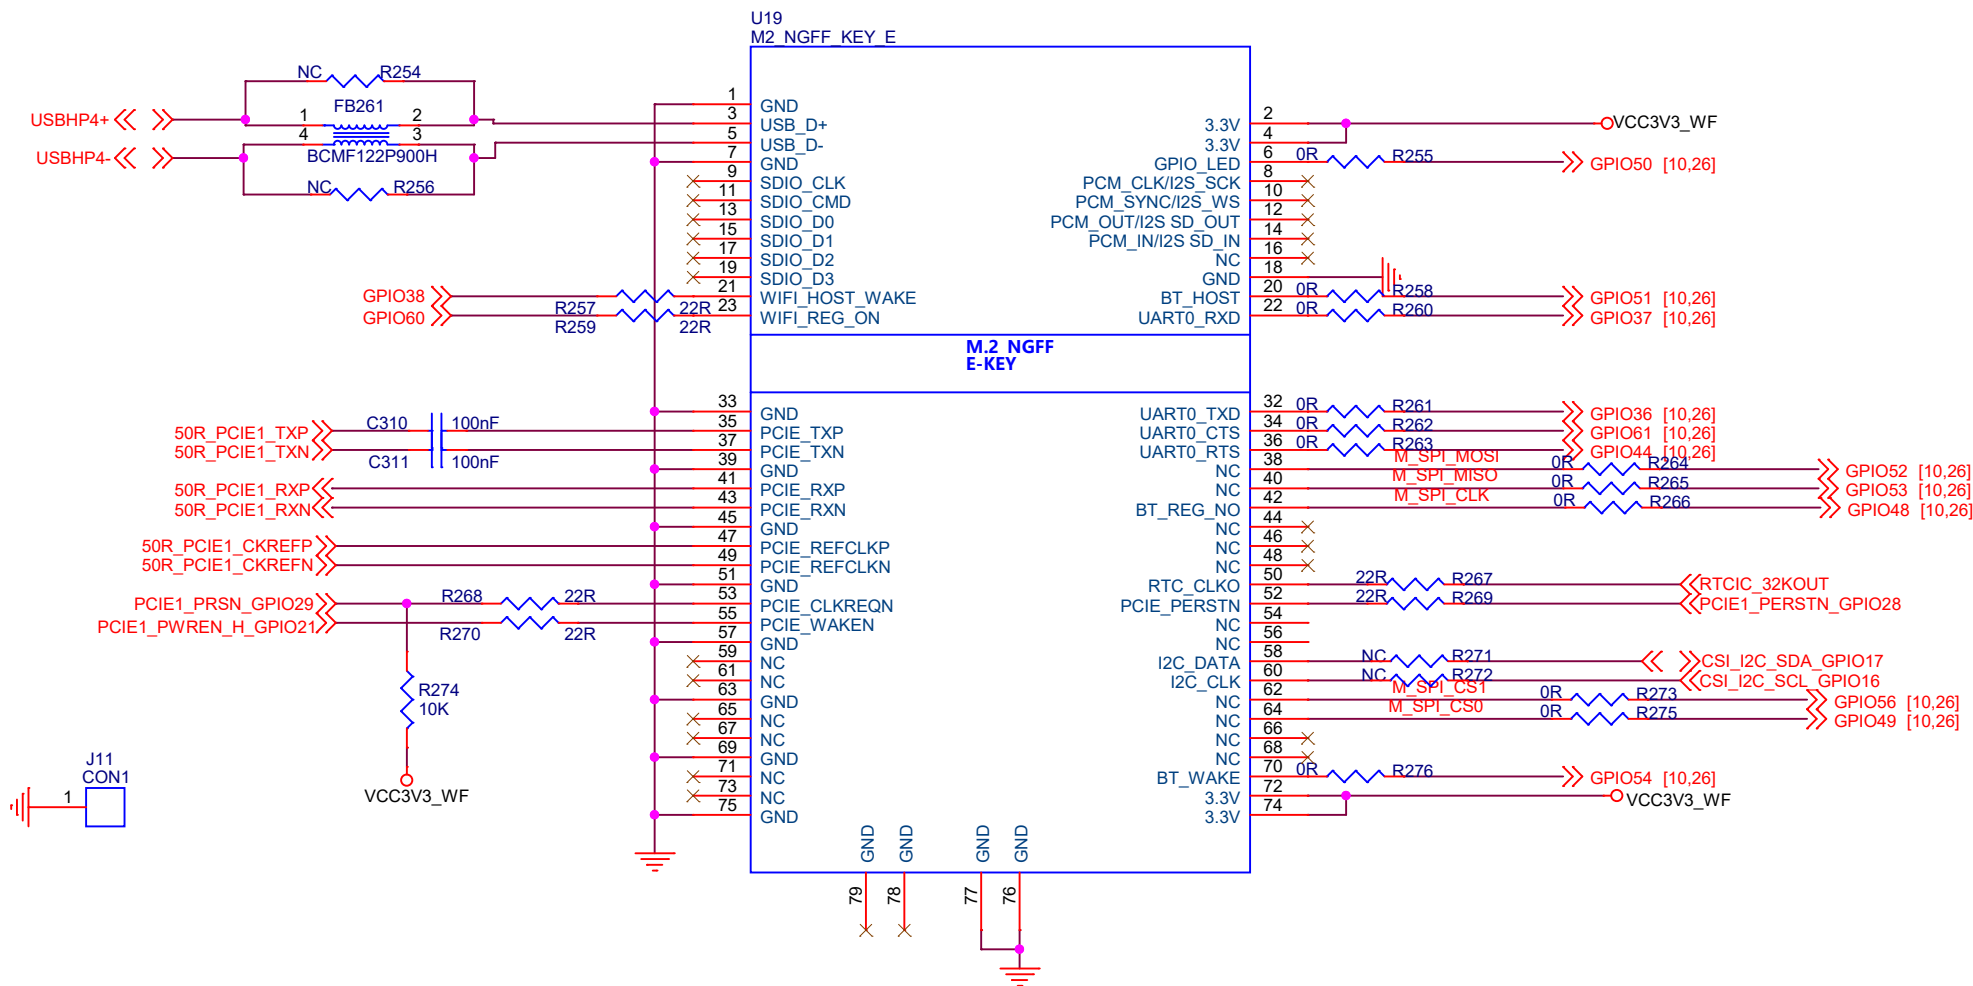 U19
M2_NGFF_KEY_E
NC R254
FB261
1 2
4 3
BCMF122P900H
NC R256
USBHP4+
USBHP4-
1 GND
3 USB_D+
5 USB_D-
7 GND
9 SDIO_CLK
11 SDIO_CMD
13 SDIO_D0
15 SDIO_D1
17 SDIO_D2
19 SDIO_D3
GPIO38 R257 22R 21 WIFI_HOST_WAKE
GPIO60 R259 22R 23 WIFI_REG_ON
3.3V 2 VCC3V3_WF
3.3V 4
GPIO_LED 6 0R R255 GPIO50 [10,26]
PCM_CLK/I2S_SCK 8
PCM_SYNC/I2S_WS 10
PCM_OUT/I2S SD_OUT 12
PCM_IN/I2S SD_IN 14
NC 16
GND 18
BT_HOST 20 0R R258 GPIO51 [10,26]
UART0_RXD 22 0R R260 GPIO37 [10,26]
M.2 NGFF
E-KEY
33 GND
50R_PCIE1_TXP C310 100nF 35 PCIE_TXP
50R_PCIE1_TXN C311 100nF 37 PCIE_TXN
39 GND
50R_PCIE1_RXP 41 PCIE_RXP
50R_PCIE1_RXN 43 PCIE_RXN
45 GND
50R_PCIE1_CKREFP 47 PCIE_REFCLKP
50R_PCIE1_CKREFN 49 PCIE_REFCLKN
51 GND
PCIE1_PRSN_GPIO29 R268 22R 53 PCIE_CLKREQN
PCIE1_PWREN_H_GPIO21 R270 22R 55 PCIE_WAKEN
57 GND
59 NC
61 NC
63 GND
65 NC
67 NC
69 GND
71 NC
73 NC
75 GND
R274
10K
VCC3V3_WF
J11
CON1
1
UART0_TXD 32 0R R261 GPIO36 [10,26]
UART0_CTS 34 0R R262 GPIO61 [10,26]
UART0_RTS 36 0R R263 GPIO44 [10,26]
NC 38 M_SPI_MOSI 0R R264 GPIO52 [10,26]
NC 40 M_SPI_MISO 0R R265 GPIO53 [10,26]
BT_REG_NO 42 M_SPI_CLK 0R R266 GPIO48 [10,26]
NC 44
NC 46
NC 48
RTC_CLKO 50 22R R267 RTCIC_32KOUT
PCIE_PERSTN 52 22R R269 PCIE1_PERSTN_GPIO28
NC 54
NC 56
I2C_DATA 58 NC R271 CSI_I2C_SDA_GPIO17
I2C_CLK 60 NC R272 CSI_I2C_SCL_GPIO16
NC 62 M_SPI_CS1 0R R273 GPIO56 [10,26]
NC 64 M_SPI_CS0 0R R275 GPIO49 [10,26]
NC 66
NC 68
BT_WAKE 70 0R R276 GPIO54 [10,26]
3.3V 72 VCC3V3_WF
3.3V 74
GND GND GND GND
79 78 77 76